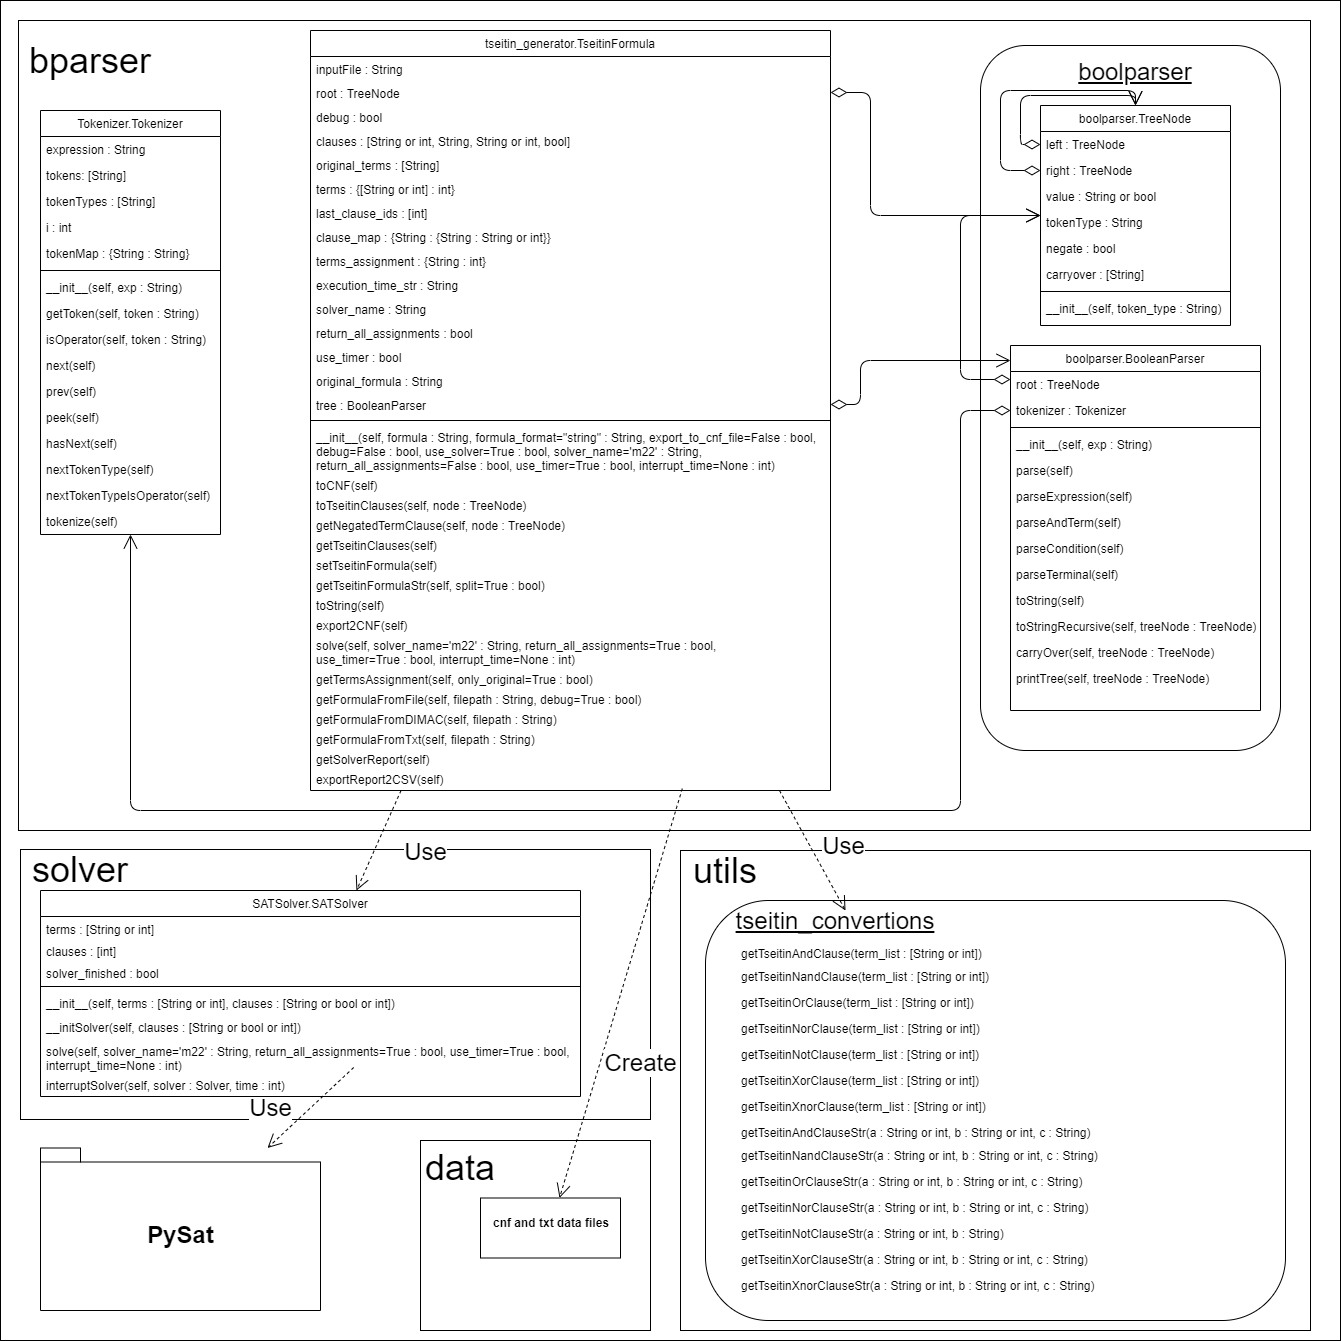 bparser
Tokenizer.Tokenizer
expression : String
tokens: [String]
tokenTypes : [String]
i : int
tokenMap : {String : String}
__init__(self, exp : String)
getToken(self, token : String)
isOperator(self, token : String)
next(self)
prev(self)
peek(self)
hasNext(self)
nextTokenType(self)
nextTokenTypeIsOperator(self)
tokenize(self)
tseitin_generator.TseitinFormula
inputFile : String
root : TreeNode
debug : bool
clauses : [String or int, String, String or int, bool]
original_terms : [String]
terms : {[String or int] : int}
last_clause_ids : [int]
clause_map : {String : {String : String or int}}
terms_assignment : {String : int}
execution_time_str : String
solver_name : String
return_all_assignments : bool
use_timer : bool
original_formula : String
tree : BooleanParser
__init__(self, formula : String, formula_format="string" : String, export_to_cnf_file=False : bool,
debug=False : bool, use_solver=True : bool, solver_name='m22' : String,
return_all_assignments=False : bool, use_timer=True : bool, interrupt_time=None : int)
toCNF(self)
toTseitinClauses(self, node : TreeNode)
getNegatedTermClause(self, node : TreeNode)
getTseitinClauses(self)
setTseitinFormula(self)
getTseitinFormulaStr(self, split=True : bool)
toString(self)
export2CNF(self)
solve(self, solver_name='m22' : String, return_all_assignments=True : bool,
use_timer=True : bool, interrupt_time=None : int)
getTermsAssignment(self, only_original=True : bool)
getFormulaFromFile(self, filepath : String, debug=True : bool)
getFormulaFromDIMAC(self, filepath : String)
getFormulaFromTxt(self, filepath : String)
getSolverReport(self)
exportReport2CSV(self)
boolparser
boolparser.TreeNode
left : TreeNode
right : TreeNode
value : String or bool
tokenType : String
negate : bool
carryover : [String]
__init__(self, token_type : String)
boolparser.BooleanParser
root : TreeNode
tokenizer : Tokenizer
__init__(self, exp : String)
parse(self)
parseExpression(self)
parseAndTerm(self)
parseCondition(self)
parseTerminal(self)
toString(self)
toStringRecursive(self, treeNode : TreeNode)
carryOver(self, treeNode : TreeNode)
printTree(self, treeNode : TreeNode)
Use
Use
solver
SATSolver.SATSolver
terms : [String or int]
clauses : [int]
solver_finished : bool
__init__(self, terms : [String or int], clauses : [String or bool or int])
__initSolver(self, clauses : [String or bool or int])
solve(self, solver_name='m22' : String, return_all_assignments=True : bool, use_timer=True : bool,
interrupt_time=None : int)
interruptSolver(self, solver : Solver, time : int)
Use
Create
PySat
data
cnf and txt data files
utils
tseitin_convertions
getTseitinAndClause(term_list : [String or int])
getTseitinNandClause(term_list : [String or int])
getTseitinOrClause(term_list : [String or int])
getTseitinNorClause(term_list : [String or int])
getTseitinNotClause(term_list : [String or int])
getTseitinXorClause(term_list : [String or int])
getTseitinXnorClause(term_list : [String or int])
getTseitinAndClauseStr(a : String or int, b : String or int, c : String)
getTseitinNandClauseStr(a : String or int, b : String or int, c : String)
getTseitinOrClauseStr(a : String or int, b : String or int, c : String)
getTseitinNorClauseStr(a : String or int, b : String or int, c : String)
getTseitinNotClauseStr(a : String or int, b : String)
getTseitinXorClauseStr(a : String or int, b : String or int, c : String)
getTseitinXnorClauseStr(a : String or int, b : String or int, c : String)